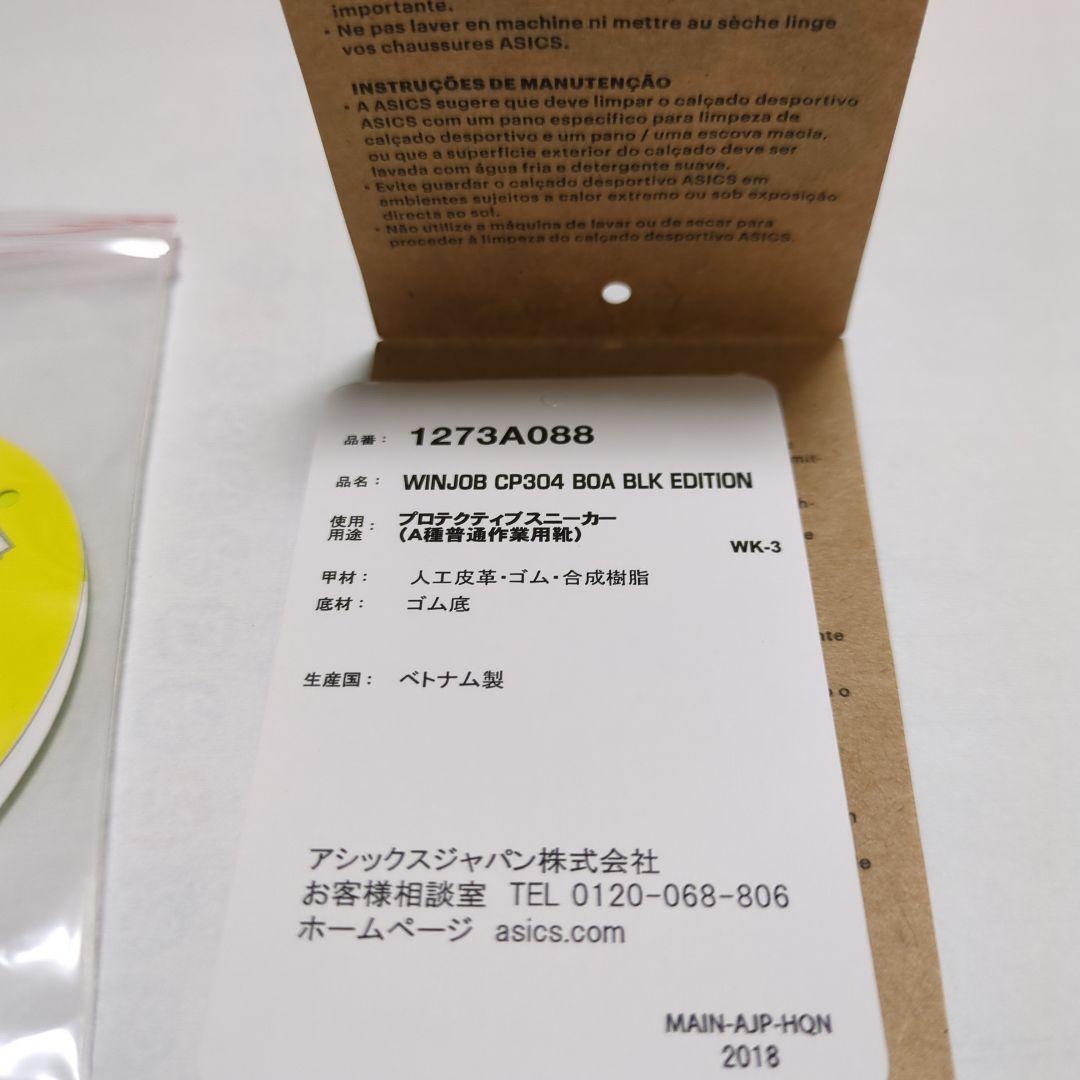 importante.
• Ne pas laver en machine ni mettre au sèche linge
vos chaussures ASICS.
INSTRUÇÕES DE MANUTENÇÃO
• A ASICS sugere que deve limpar o calçado desportivo
ASICS com um pano específico para limpeza de
calçado desportivo e um pano / uma escova macia,
ou que a superfície exterior do calçado deve ser
lavada com água fria e detergente suave.
• Evite guardar o calçado desportivo ASICS em
ambientes sujeitos a calor extremo ou sob exposição
directa ao sol.
• Não utilize a máquina de lavar ou de secar para
proceder à limpeza do calçado desportivo ASICS.
品番： 1273A088
品名： WINJOB CP304 BOA BLK EDITION
使用用途： プロテクティブスニーカー
（A種普通作業用靴）
WK-3
甲材： 人工皮革・ゴム・合成樹脂
底材： ゴム底
生産国： ベトナム製
アシックスジャパン株式会社
お客様相談室 TEL 0120-068-806
ホームページ asics.com
MAIN-AJP-HQN
2018